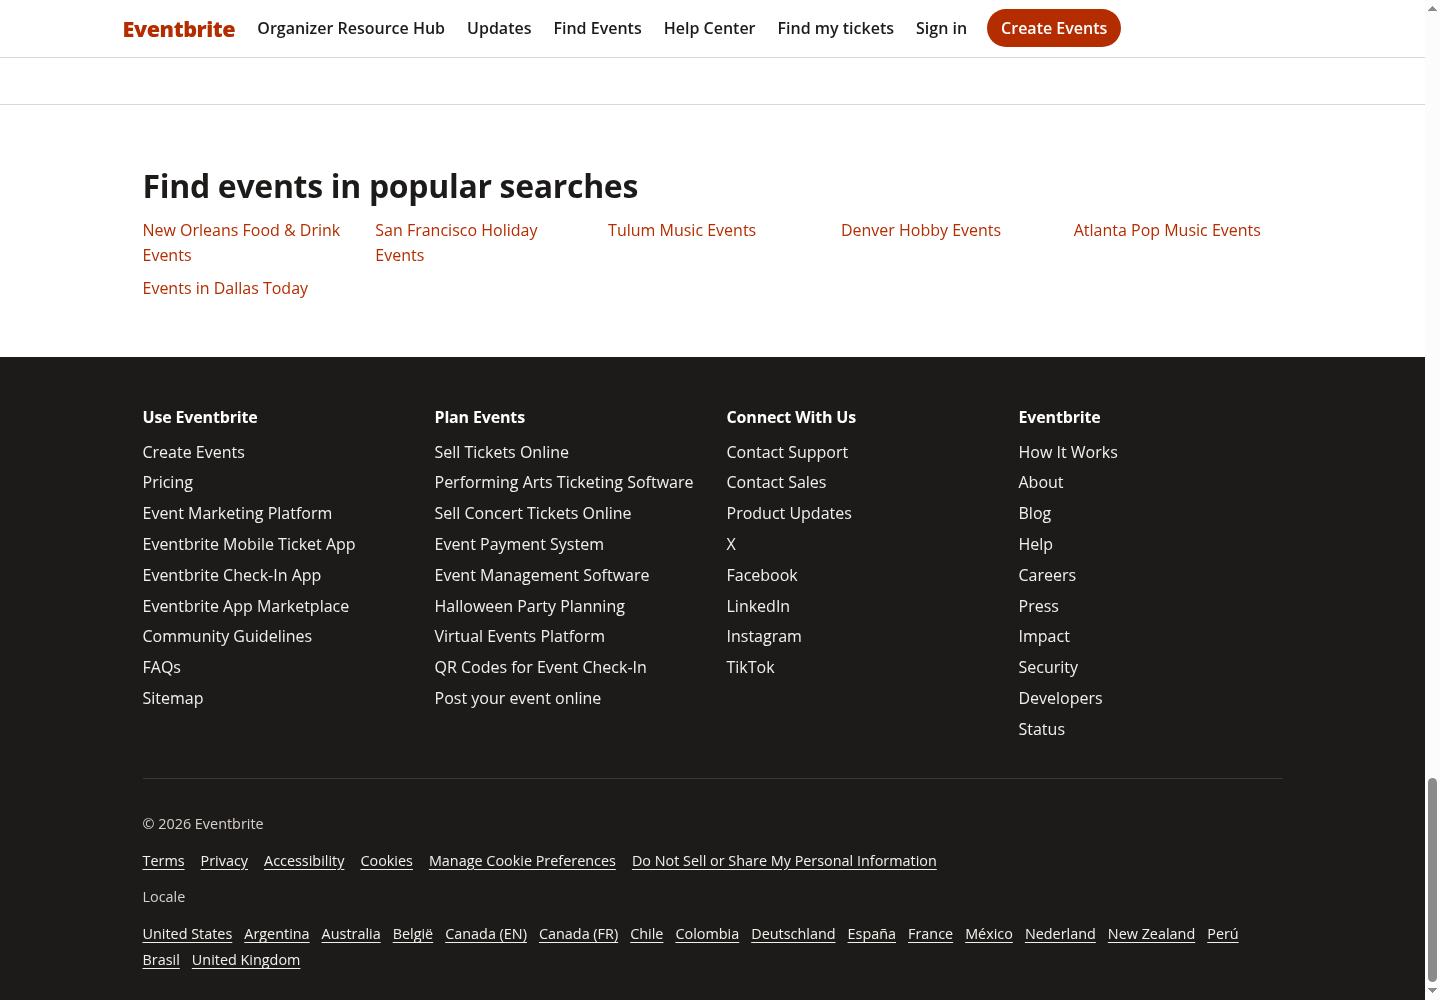 Eventbrite Organizer Resource Hub Updates Find Events Help Center Find my tickets Sign in Create Events
Find events in popular searches
New Orleans Food & Drink Events
San Francisco Holiday Events
Tulum Music Events
Denver Hobby Events
Atlanta Pop Music Events
Events in Dallas Today
Use Eventbrite
Create Events
Pricing
Event Marketing Platform
Eventbrite Mobile Ticket App
Eventbrite Check-In App
Eventbrite App Marketplace
Community Guidelines
FAQs
Sitemap
Plan Events
Sell Tickets Online
Performing Arts Ticketing Software
Sell Concert Tickets Online
Event Payment System
Event Management Software
Halloween Party Planning
Virtual Events Platform
QR Codes for Event Check-In
Post your event online
Connect With Us
Contact Support
Contact Sales
Product Updates
X
Facebook
LinkedIn
Instagram
TikTok
Eventbrite
How It Works
About
Blog
Help
Careers
Press
Impact
Security
Developers
Status
© 2026 Eventbrite
Terms Privacy Accessibility Cookies Manage Cookie Preferences Do Not Sell or Share My Personal Information
Locale
United States Argentina Australia België Canada (EN) Canada (FR) Chile Colombia Deutschland España France México Nederland New Zealand Perú
Brasil United Kingdom